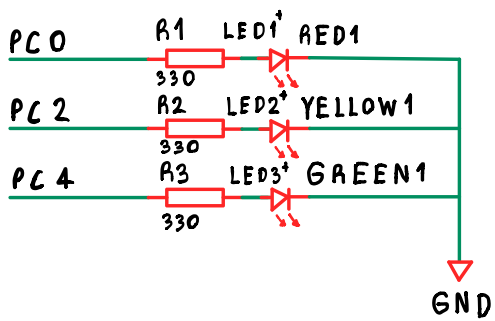 PC0 R1 LED1+ RED1
330
PC2 R2 LED2+ YELLOW1
330
PC4 R3 LED3+ GREEN1
330
GND